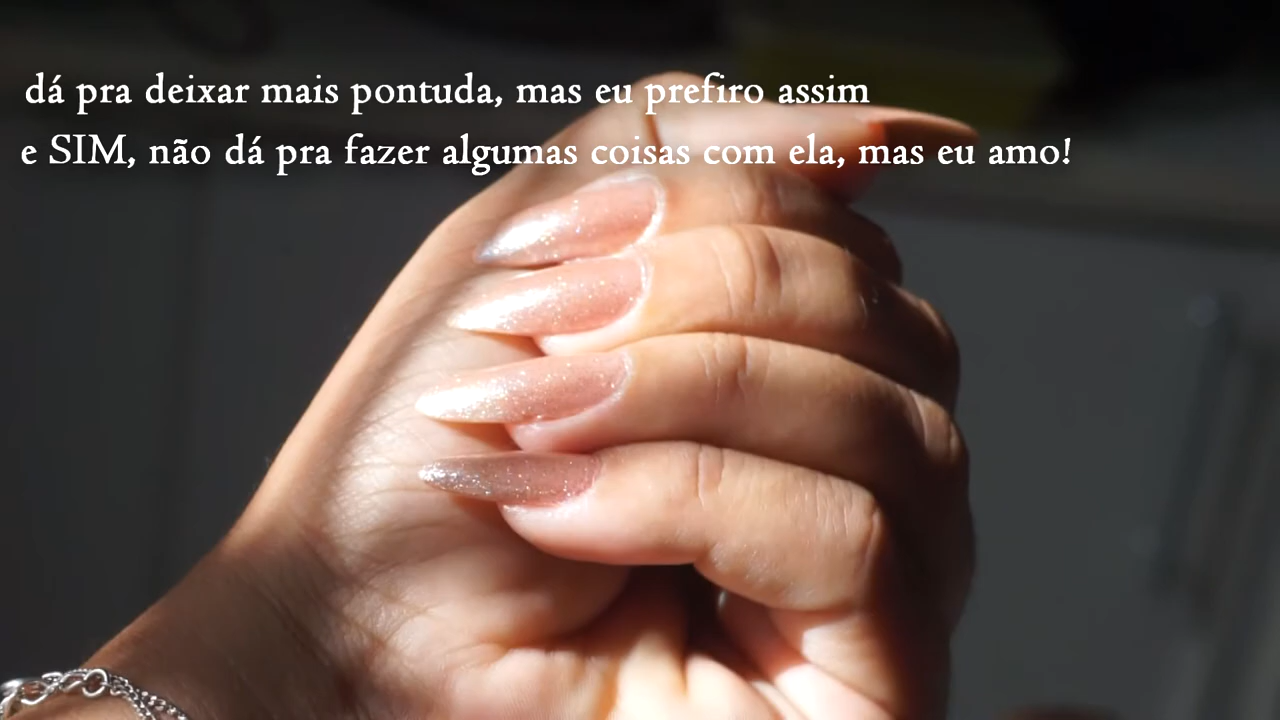 dá pra deixar mais pontuda, mas eu prefiro assim
e SIM, não dá pra fazer algumas coisas com ela, mas eu amo!